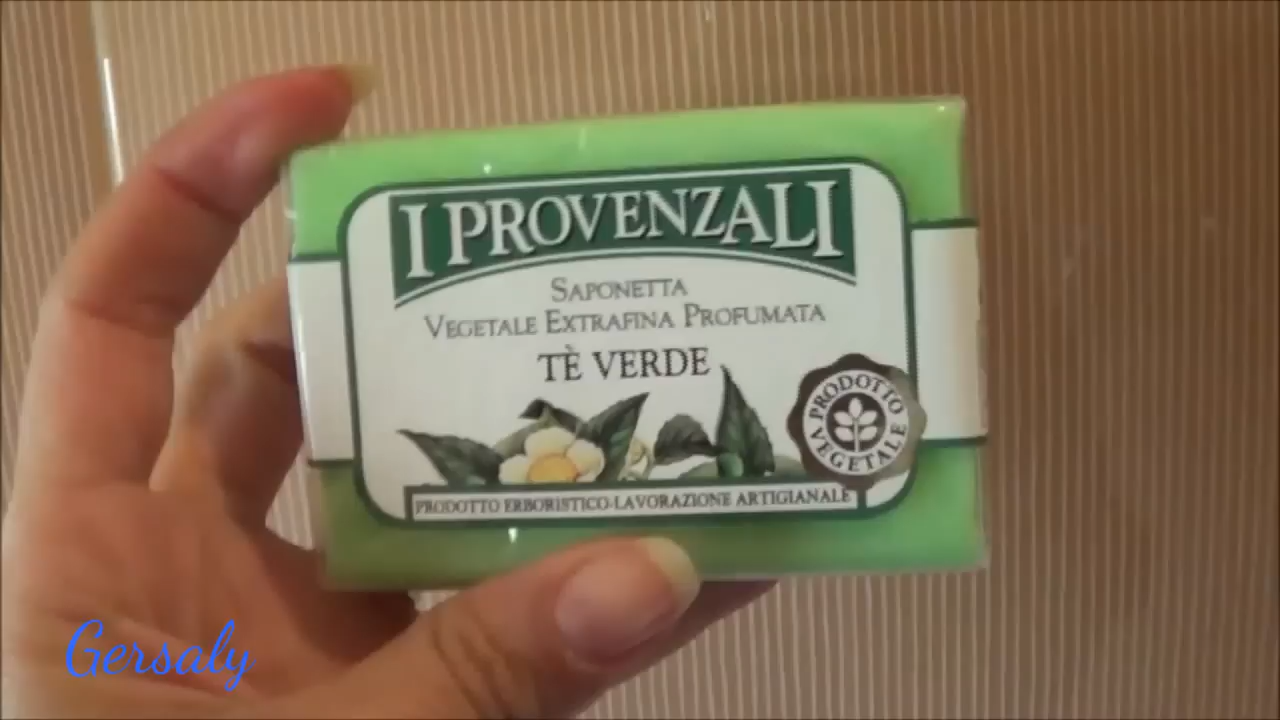 I PROVENZALI
SAPONETTA
VEGETALE EXTRAFINA PROFUMATA
TÈ VERDE
PRODOTTO
VEGETALE
PRODOTTO ERBORISTICO-LAVORAZIONE ARTIGIANALE
Gersaly